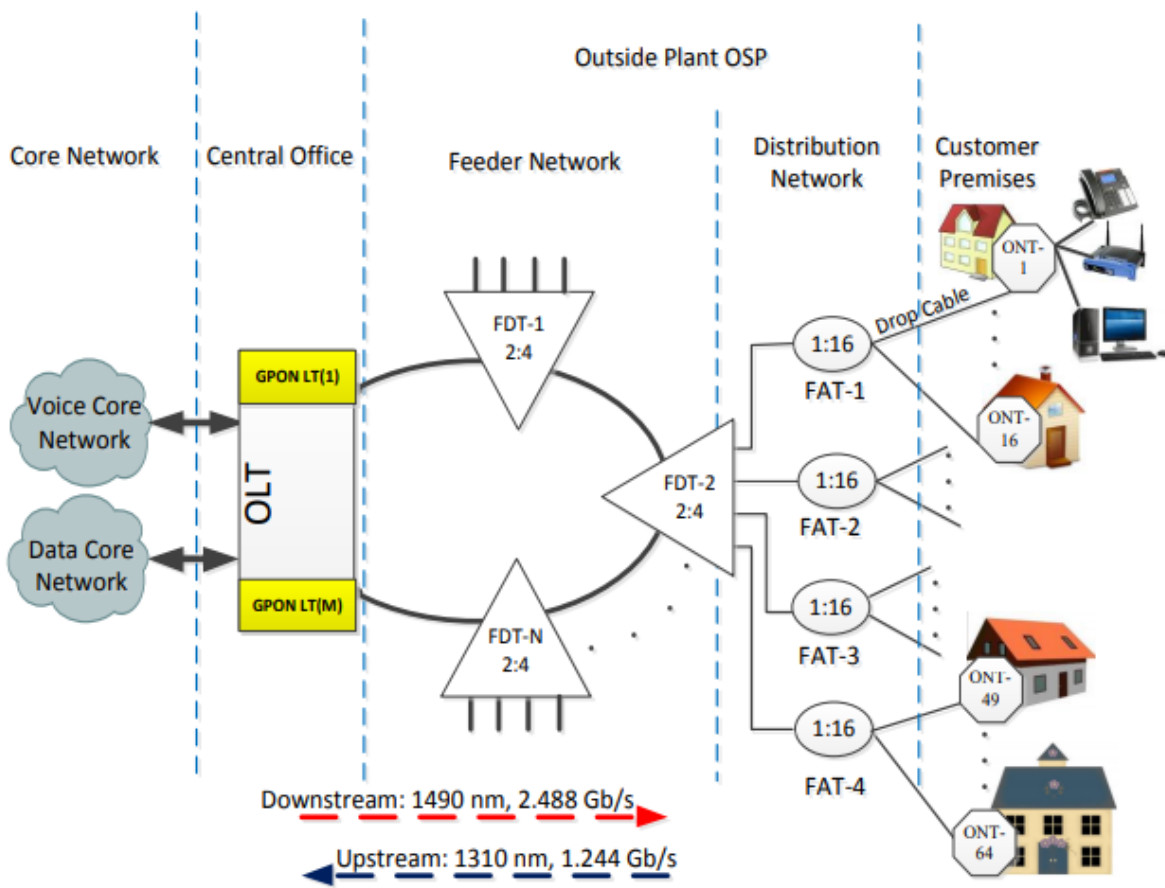 Outside Plant OSP
Core Network
Central Office
Feeder Network
Distribution
Network
Customer
Premises
ONT-
1
FDT-1
2:4
Drop Cable
1:16
FAT-1
GPON LT(1)
Voice Core
Network
ONT-
16
OLT
FDT-2
2:4
1:16
FAT-2
Data Core
Network
GPON LT(M)
FDT-N
2:4
1:16
FAT-3
ONT-
49
1:16
FAT-4
Downstream: 1490 nm, 2.488 Gb/s
ONT-
64
Upstream: 1310 nm, 1.244 Gb/s